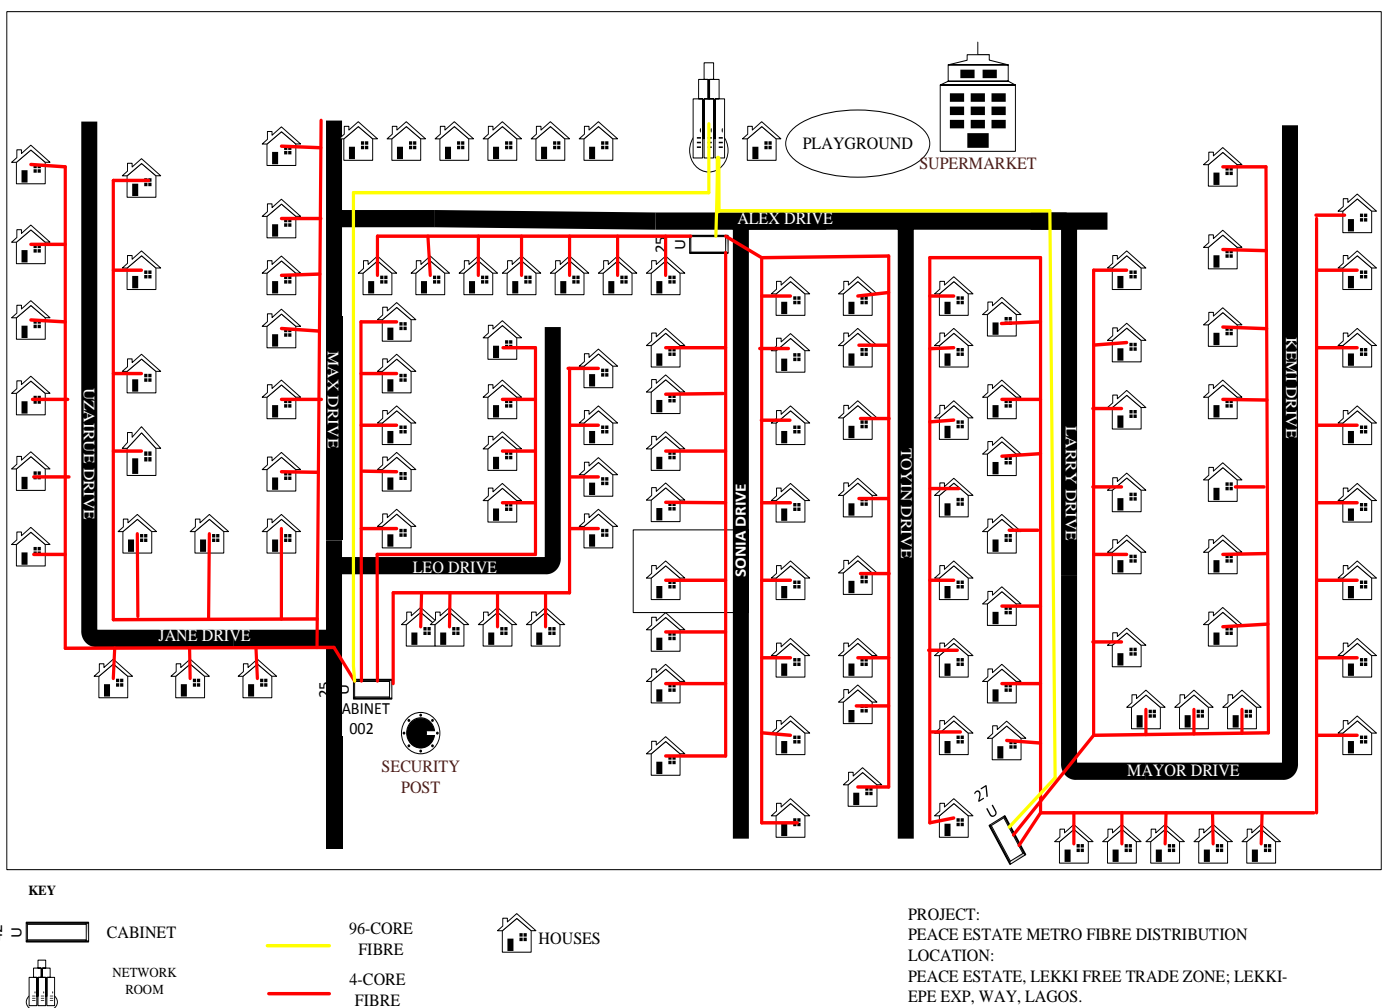 PLAYGROUND
SUPERMARKET
ALEX DRIVE
25
U
UZAIRUE DRIVE
MAX DRIVE
SONIA DRIVE
TOYIN DRIVE
LARRY DRIVE
KEMI DRIVE
LEO DRIVE
JANE DRIVE
25
U
ABINET
002
SECURITY
POST
MAYOR DRIVE
27
U
KEY
U
CABINET
96-CORE
FIBRE
HOUSES
NETWORK
ROOM
4-CORE
FIBRE
PROJECT:
PEACE ESTATE METRO FIBRE DISTRIBUTION
LOCATION:
PEACE ESTATE, LEKKI FREE TRADE ZONE; LEKKI-
EPE EXP, WAY, LAGOS.